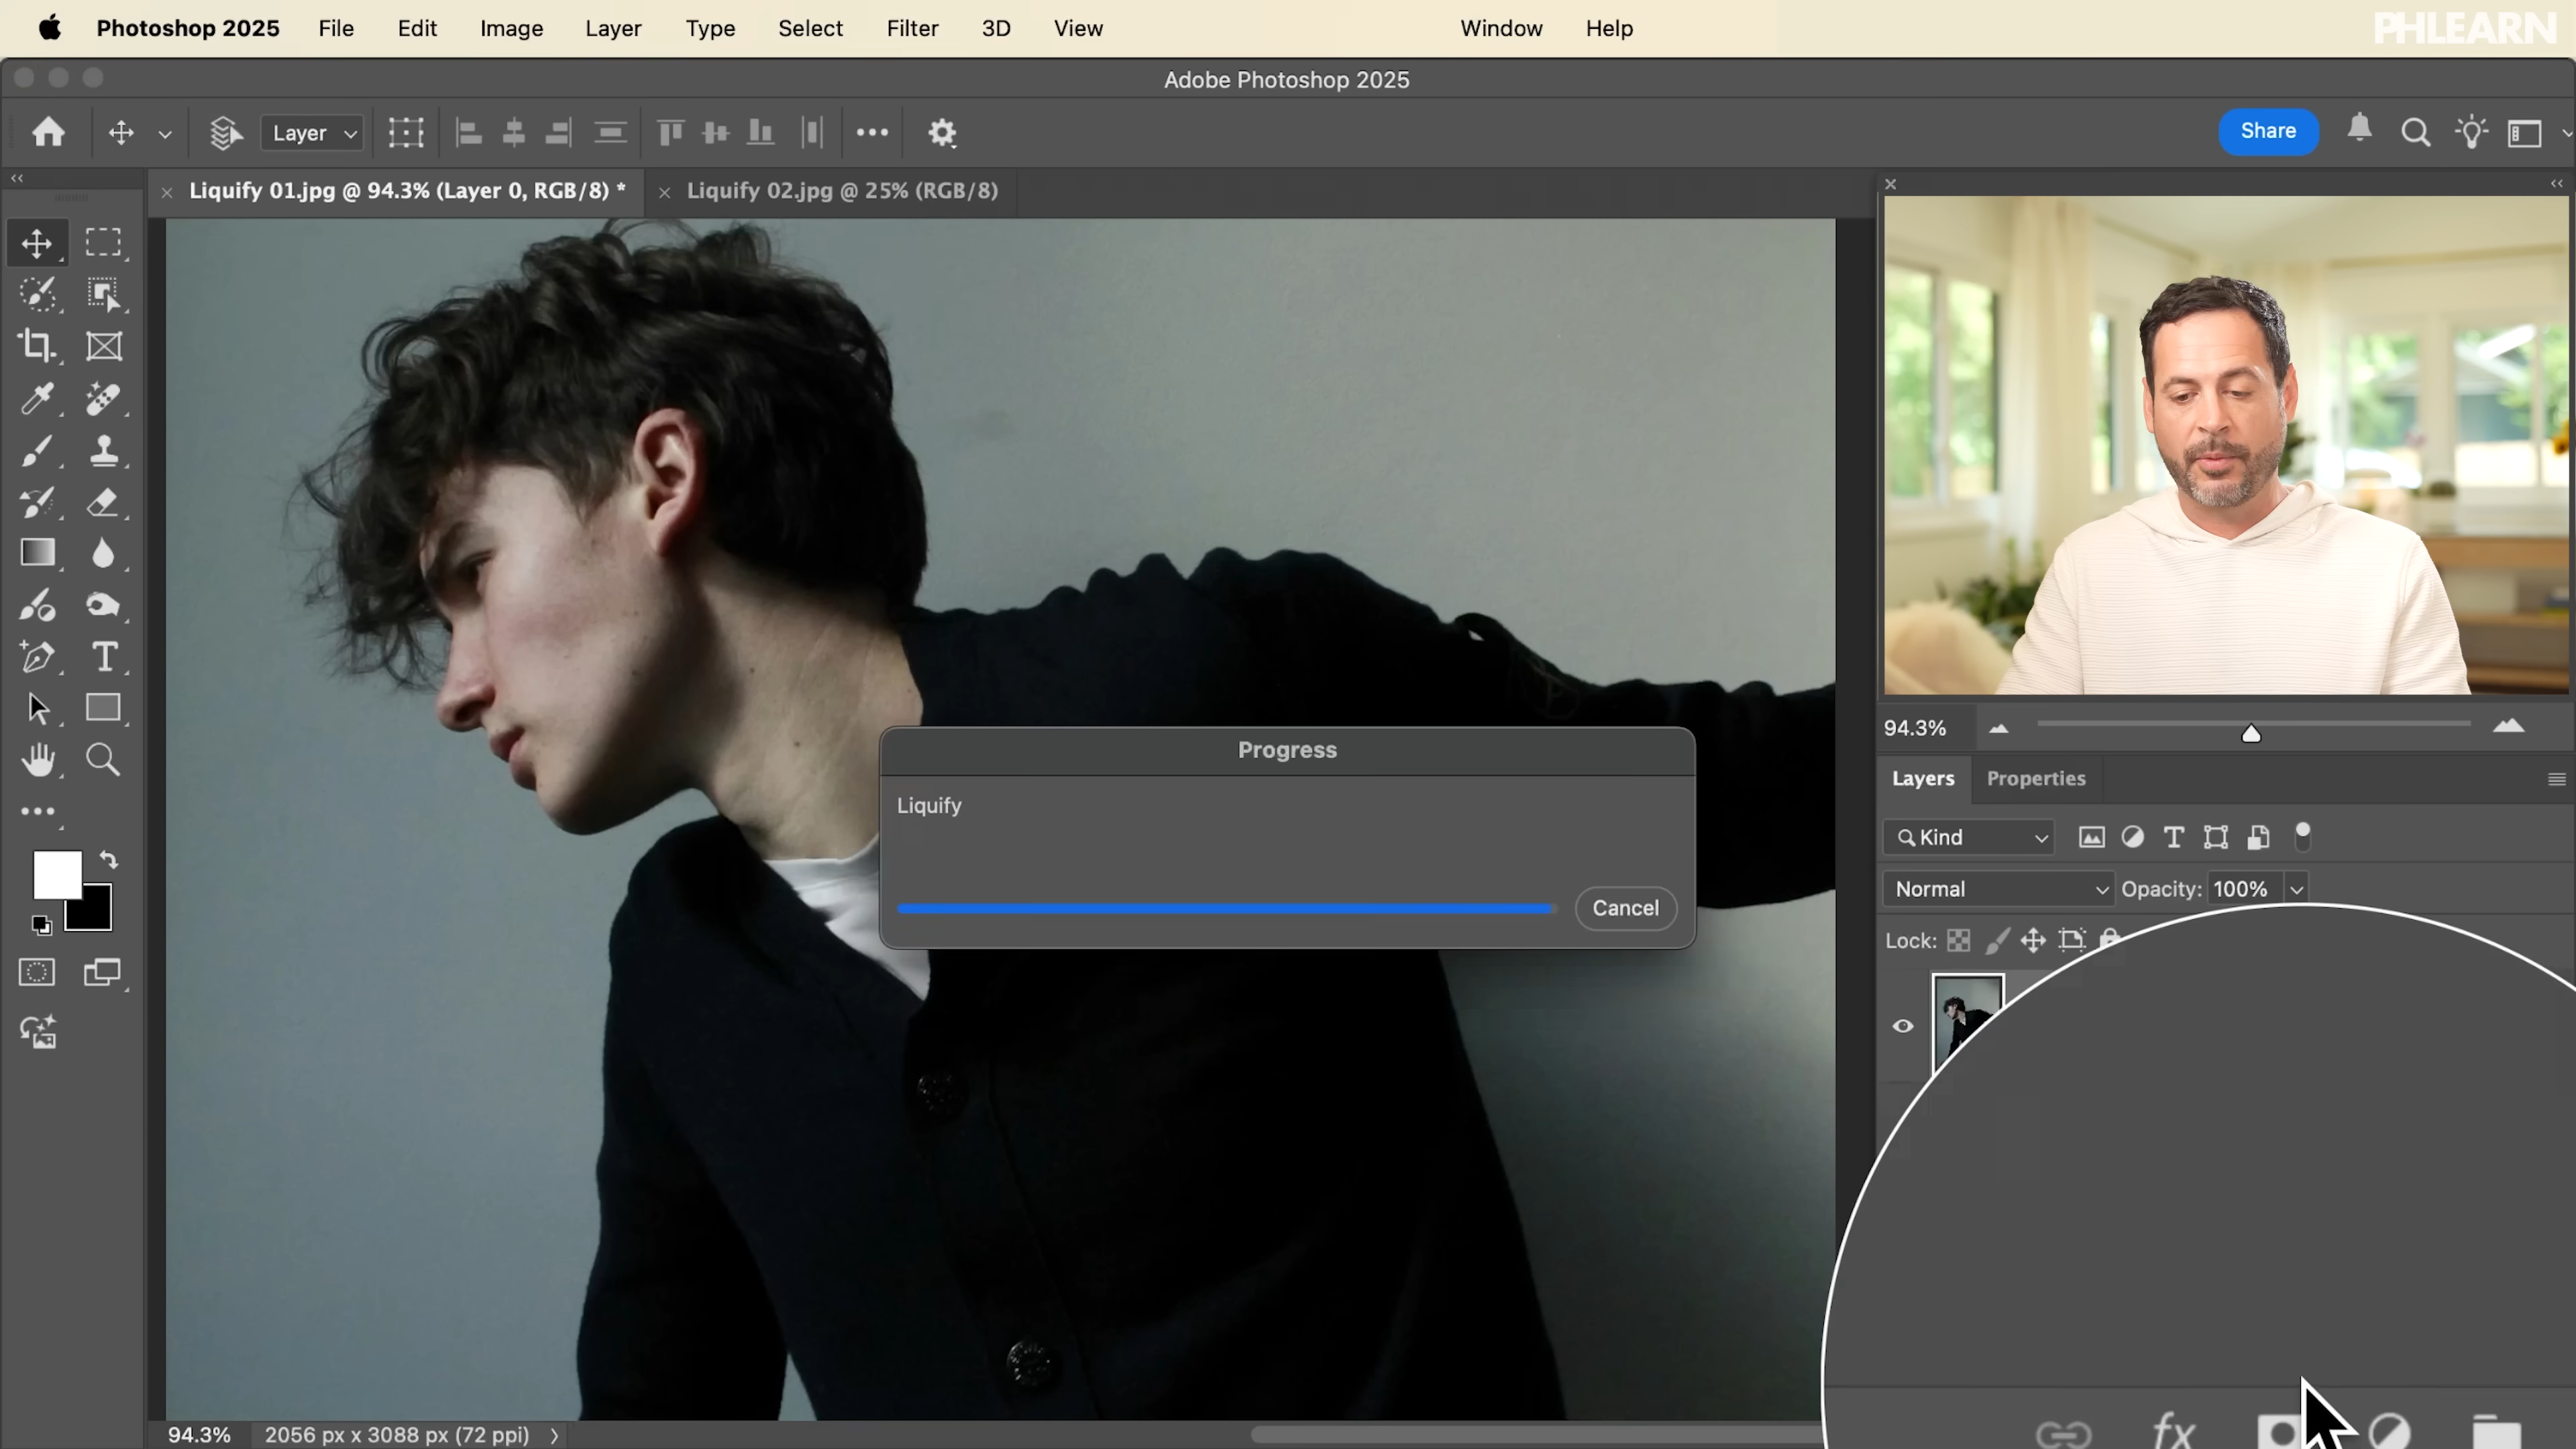 Photoshop 2025 File Edit Image Layer Type Select Filter 3D View Window Help
PHLEARN
Adobe Photoshop 2025
Layer
Share
Liquify 01.jpg @ 94.3% (Layer 0, RGB/8) *
Liquify 02.jpg @ 25% (RGB/8)
94.3%
Layers Properties
Kind
Normal Opacity: 100%
Lock:
Progress
Liquify
Cancel
fx
94.3% 2056 px x 3088 px (72 ppi)